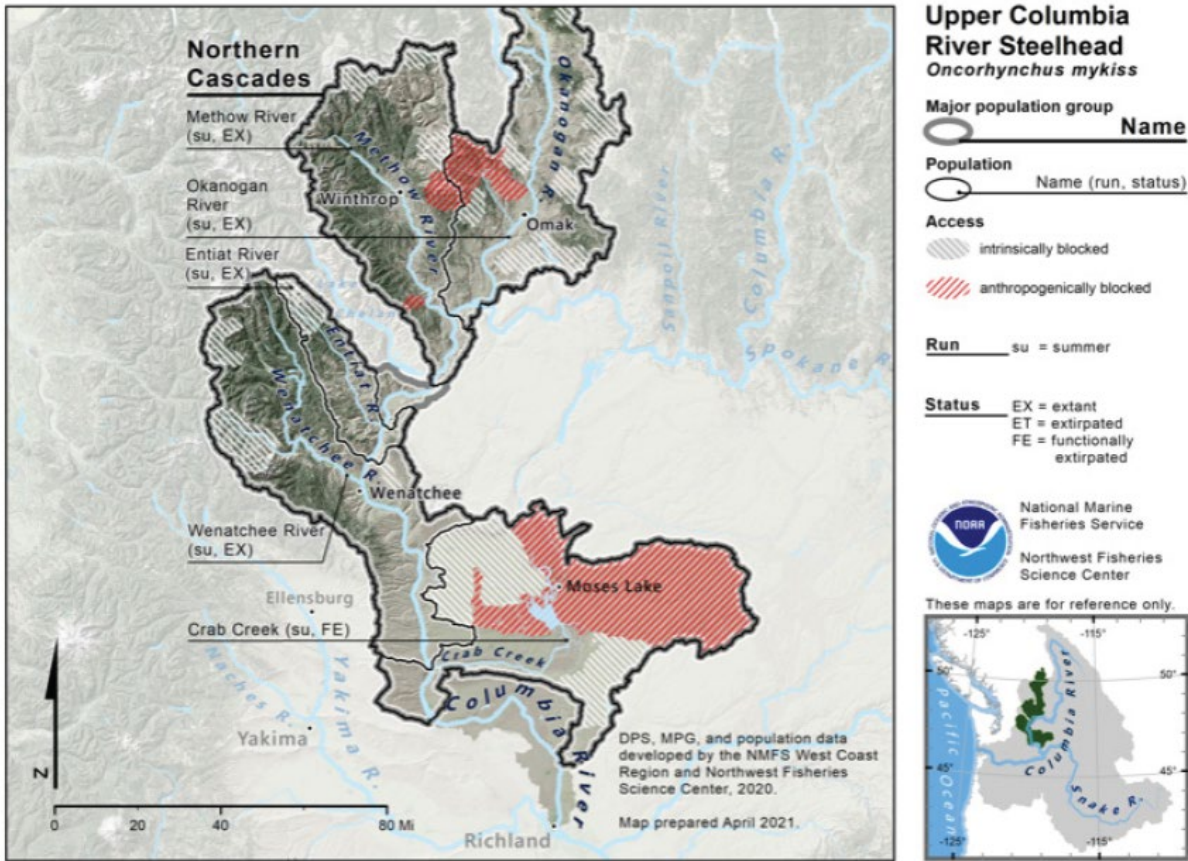 Northern
Cascades
Methow River
(su, EX)
Okanogan
River
(su, EX)
Entiat River
(su, EX)
Wenatchee River
(su, EX)
Crab Creek (su, FE)
Methow River
Winthrop
Okanogan R.
Omak
Lake
Chelan
Entiat R.
Wenatchee R.
Wenatchee
Sanpoil River
Columbia R.
Spokane R.
Moses Lake
Ellensburg
Crab Creek
Naches R.
Yakima R.
Yakima
Columbia River
Richland
N
0 20 40 80 Mi
DPS, MPG, and population data
developed by the NMFS West Coast
Region and Northwest Fisheries
Science Center, 2020.
Map prepared April 2021.
Upper Columbia
River Steelhead
Oncorhynchus mykiss
Major population group
Name
Population
Name (run, status)
Access
intrinsically blocked
anthropogenically blocked
Run su = summer
Status EX = extant
ET = extirpated
FE = functionally
extirpated
NOAA
National Marine
Fisheries Service
Northwest Fisheries
Science Center
These maps are for reference only.
-125° -115°
50° 50°
45° 45°
-125° -115°
Pacific Ocean
Columbia River
Snake R.